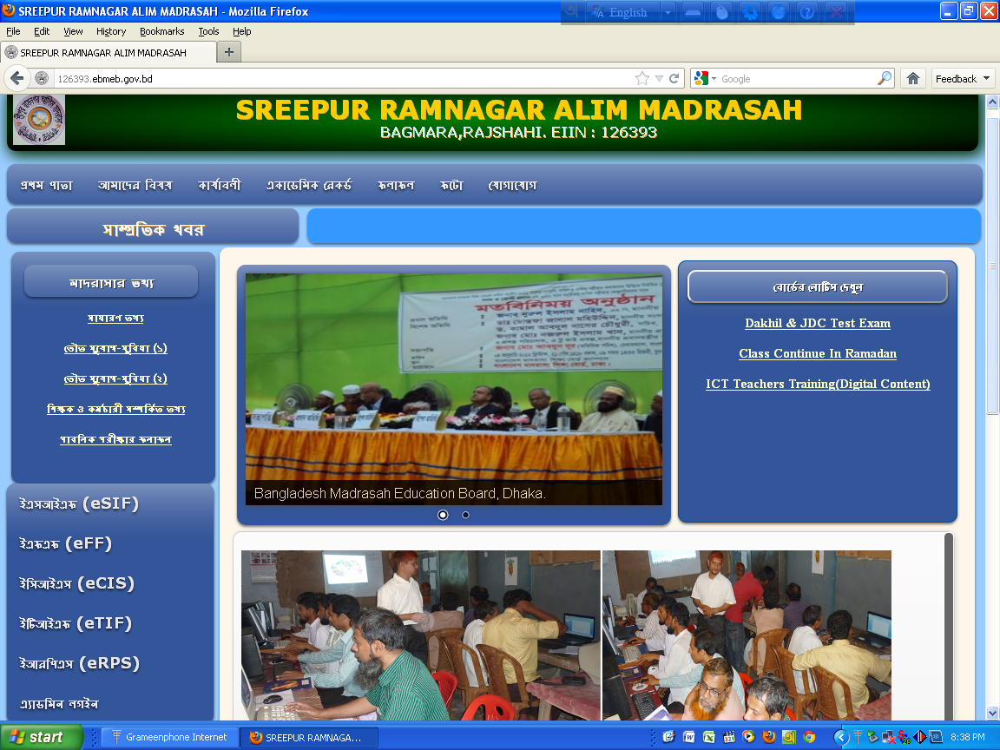 SREEPUR RAMNAGAR ALIM MADRASAH - Mozilla Firefox
English
File Edit View History Bookmarks Tools Help
SREEPUR RAMNAGAR ALIM MADRASAH
126393.ebmeb.gov.bd
Google
Feedback
SREEPUR RAMNAGAR ALIM MADRASAH
BAGMARA,RAJSHAHI. EIIN : 126393
প্রথম পাতা আমাদের বিষয় কার্যাবলী একাডেমিক রেকর্ড ফলাফল ফটো যোগাযোগ
সাম্প্রতিক খবর
মাদরাসার তথ্য
সাধারণ তথ্য
ভৌত সুযোগ-সুবিধা (১)
ভৌত সুযোগ-সুবিধা (২)
শিক্ষক ও কর্মচারী সম্পর্কিত তথ্য
পাবলিক পরীক্ষার ফলাফল
ইএসআইএফ (eSIF)
ইএফএফ (eFF)
ইসিআইএস (eCIS)
ইটিআইএফ (eTIF)
ইআরপিএস (eRPS)
এ্যাডমিন লগইন
মতবিনিময় অনুষ্ঠান
প্রধান অতিথি
বিশেষ অতিথি
Bangladesh Madrasah Education Board, Dhaka.
বোর্ডের নোটিস দেখুন
Dakhil & JDC Test Exam
Class Continue In Ramadan
ICT Teachers Training(Digital Content)
start
Grameenphone Internet
SREEPUR RAMNAGA...
8:38 PM